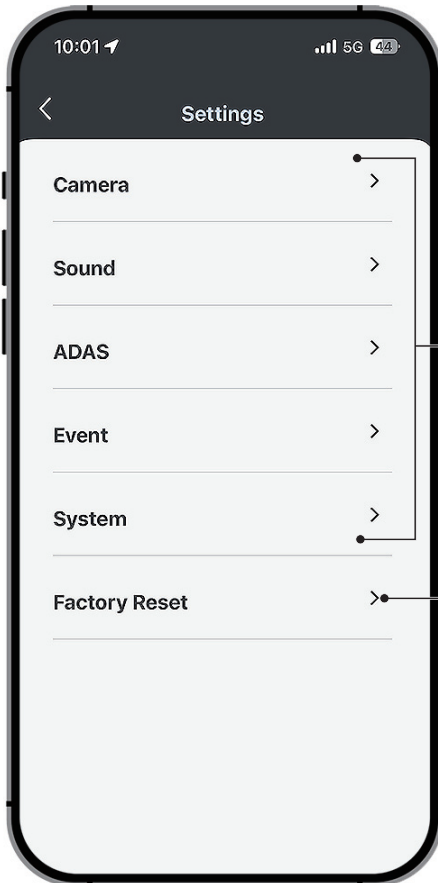 10:01 5G 44
Settings
Camera
Sound
ADAS
Event
System
Factory Reset